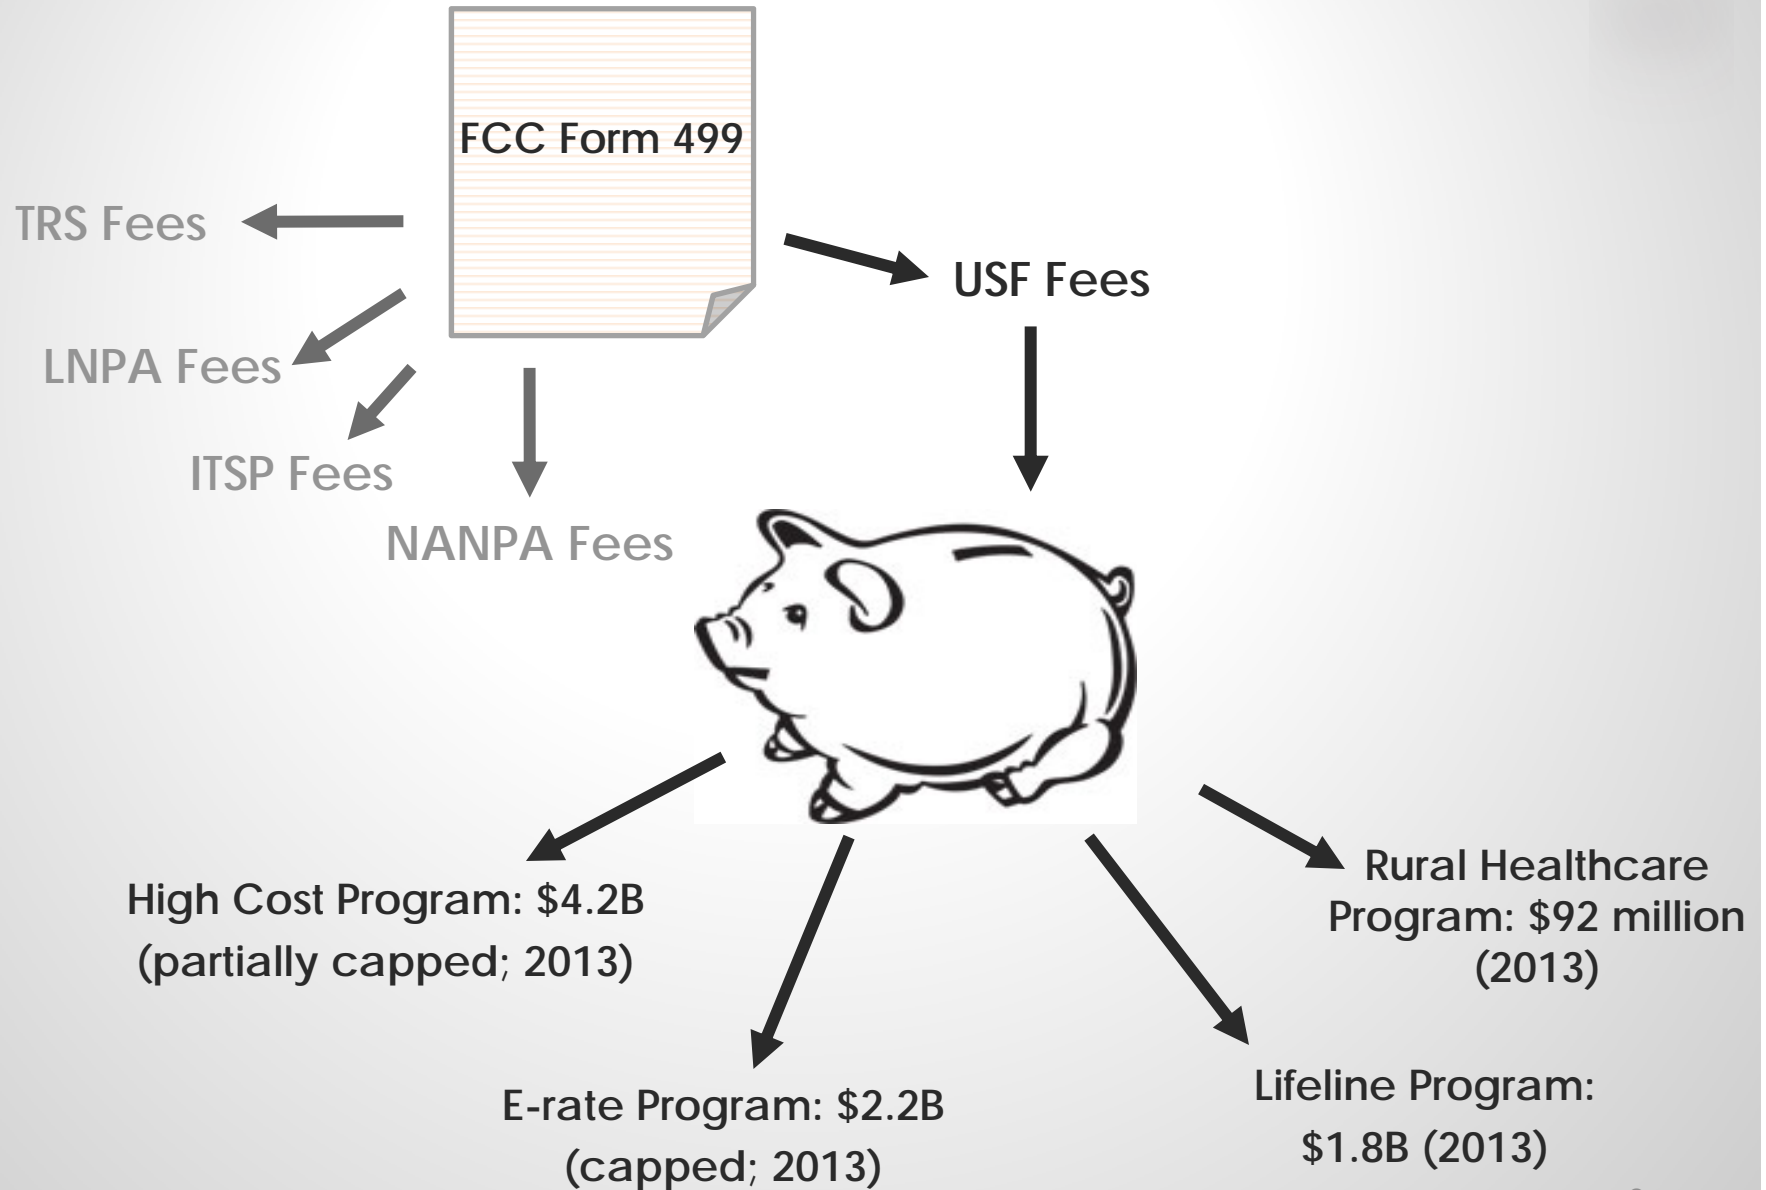 FCC Form 499
TRS Fees
LNPA Fees
ITSP Fees
NANPA Fees
USF Fees
High Cost Program: $4.2B
(partially capped; 2013)
E-rate Program: $2.2B
(capped; 2013)
Lifeline Program:
$1.8B (2013)
Rural Healthcare
Program: $92 million
(2013)